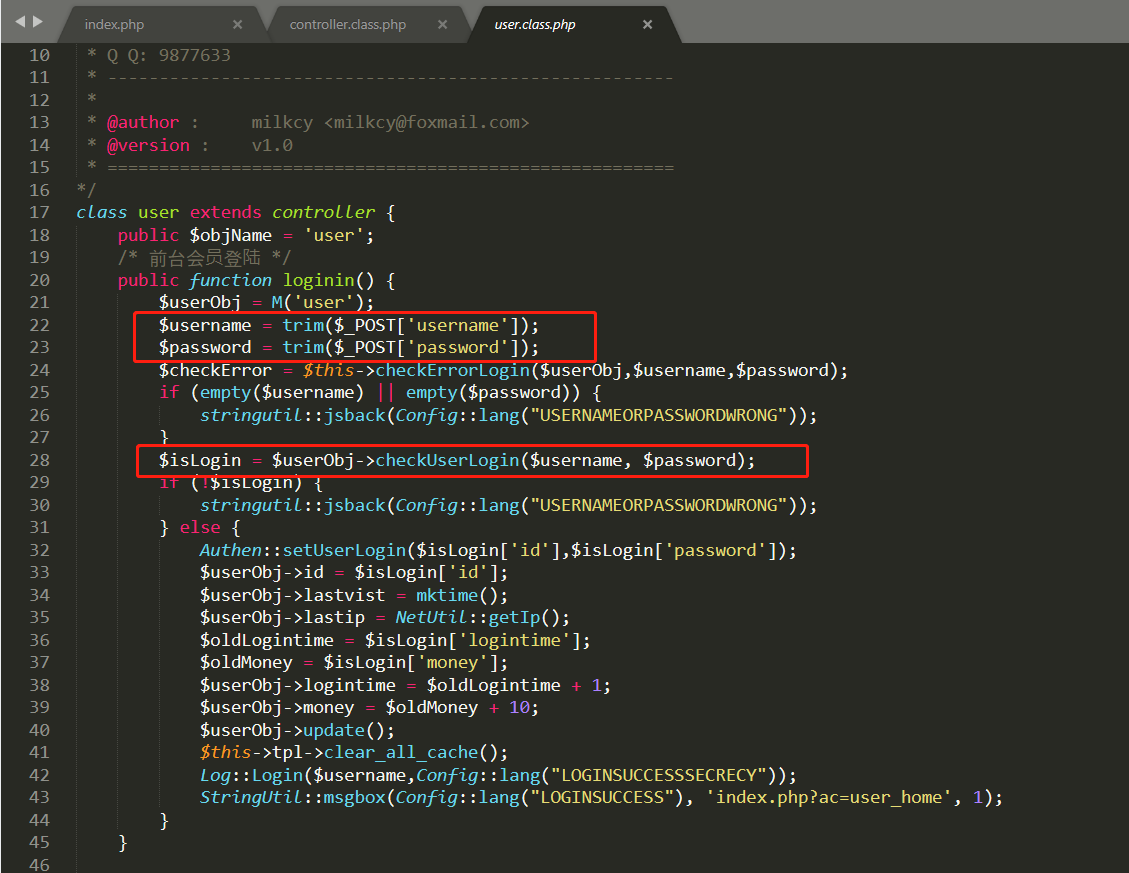 index.php × controller.class.php × user.class.php ×
10 * Q Q: 9877633
11 * -------------------------------------------------------
12 *
13 * @author : milkcy <milkcy@foxmail.com>
14 * @version : v1.0
15 * =======================================================
16 */
17 class user extends controller {
18 public $objName = 'user';
19 /* 前台会员登陆 */
20 public function loginin() {
21 $userObj = M('user');
22 $username = trim($_POST['username']);
23 $password = trim($_POST['password']);
24 $checkError = $this->checkErrorLogin($userObj,$username,$password);
25 if (empty($username) || empty($password)) {
26 stringutil::jsback(Config::lang("USERNAMEORPASSWORDWRONG"));
27 }
28 $isLogin = $userObj->checkUserLogin($username, $password);
29 if (!$isLogin) {
30 stringutil::jsback(Config::lang("USERNAMEORPASSWORDWRONG"));
31 } else {
32 Authen::setUserLogin($isLogin['id'],$isLogin['password']);
33 $userObj->id = $isLogin['id'];
34 $userObj->lastvist = mktime();
35 $userObj->lastip = NetUtil::getIp();
36 $oldLogintime = $isLogin['logintime'];
37 $oldMoney = $isLogin['money'];
38 $userObj->logintime = $oldLogintime + 1;
39 $userObj->money = $oldMoney + 10;
40 $userObj->update();
41 $this->tpl->clear_all_cache();
42 Log::Login($username,Config::lang("LOGINSUCCESSSECRECY"));
43 StringUtil::msgbox(Config::lang("LOGINSUCCESS"), 'index.php?ac=user_home', 1);
44 }
45 }
46